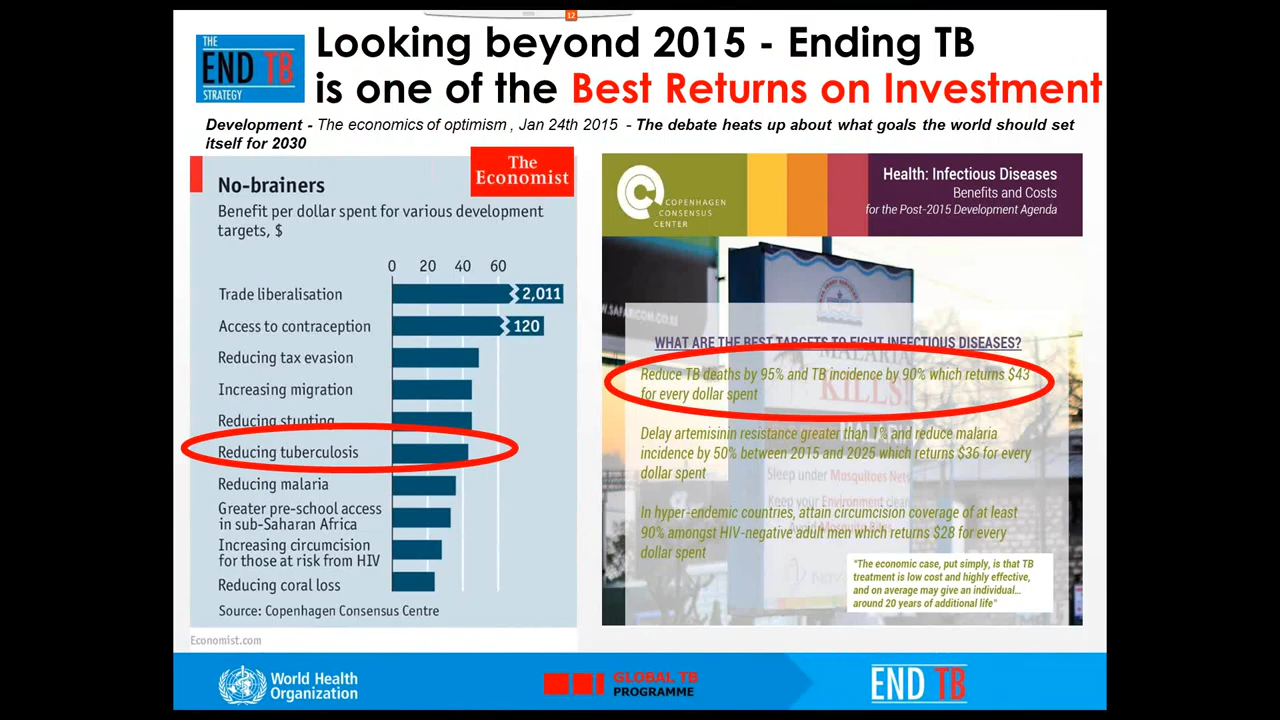 12
Looking beyond 2015 - Ending TB
is one of the Best Returns on Investment
THE
END TB
STRATEGY
Development - The economics of optimism , Jan 24th 2015 - The debate heats up about what goals the world should set
itself for 2030
The
Economist
No-brainers
Benefit per dollar spent for various development
targets, $
0 20 40 60
Trade liberalisation 2,011
Access to contraception 120
Reducing tax evasion
Increasing migration
Reducing stunting
Reducing tuberculosis
Reducing malaria
Greater pre-school access
in sub-Saharan Africa
Increasing circumcision
for those at risk from HIV
Reducing coral loss
Source: Copenhagen Consensus Centre
Economist.com
COPENHAGEN
CONSENSUS
CENTER
Health: Infectious Diseases
Benefits and Costs
for the Post-2015 Development Agenda
WHAT ARE THE BEST TARGETS TO FIGHT INFECTIOUS DISEASES?
MALARIA
KILLS
Reduce TB deaths by 95% and TB incidence by 90% which returns $43
for every dollar spent
Delay artemisinin resistance greater than 1% and reduce malaria
incidence by 50% between 2015 and 2025 which returns $36 for every
dollar spent
Sleep under Mosquitoes Nets
Keep your Environment clean
In hyper-endemic countries, attain circumcision coverage of at least
90% amongst HIV-negative adult men which returns $28 for every
dollar spent
"The economic case, put simply, is that TB
treatment is low cost and highly effective,
and on average may give an individual...
around 20 years of additional life"
World Health
Organization
GLOBAL TB
PROGRAMME
END TB